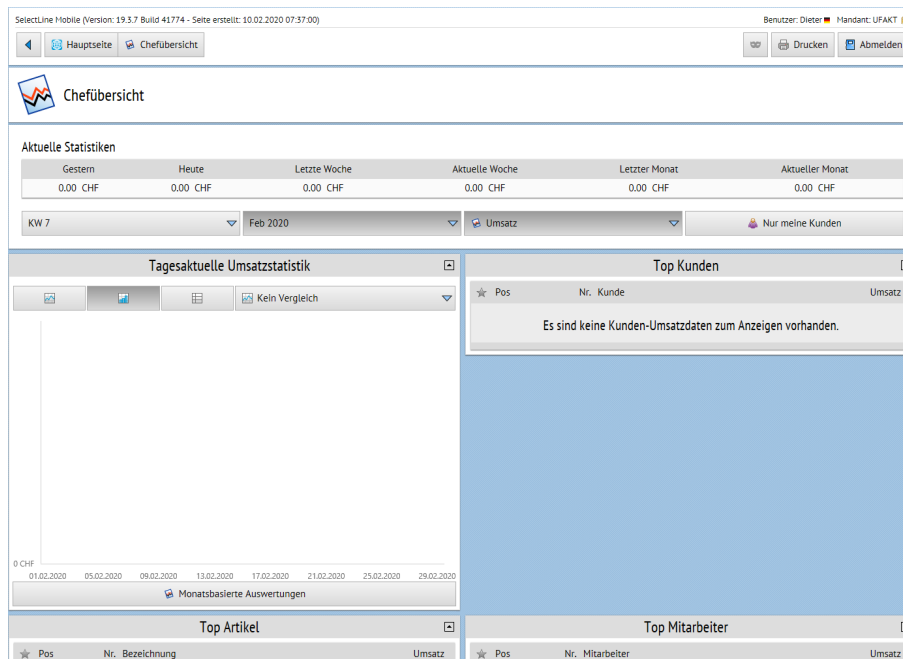 SelectLine Mobile (Version: 19.3.7 Build 41774 - Seite erstellt: 10.02.2020 07:37:00) Benutzer: Dieter Mandant: UFAKT
Hauptseite Chefübersicht Drucken Abmelden
Chefübersicht
Aktuelle Statistiken
Gestern Heute Letzte Woche Aktuelle Woche Letzter Monat Aktueller Monat
0.00 CHF 0.00 CHF 0.00 CHF 0.00 CHF 0.00 CHF 0.00 CHF
KW 7 Feb 2020 Umsatz Nur meine Kunden
Tagesaktuelle Umsatzstatistik
Kein Vergleich
0 CHF
01.02.2020 05.02.2020 09.02.2020 13.02.2020 17.02.2020 21.02.2020 25.02.2020 29.02.2020
Monatsbasierte Auswertungen
Top Kunden
Pos Nr. Kunde Umsatz
Es sind keine Kunden-Umsatzdaten zum Anzeigen vorhanden.
Top Artikel
Pos Nr. Bezeichnung Umsatz
Top Mitarbeiter
Pos Nr. Mitarbeiter Umsatz